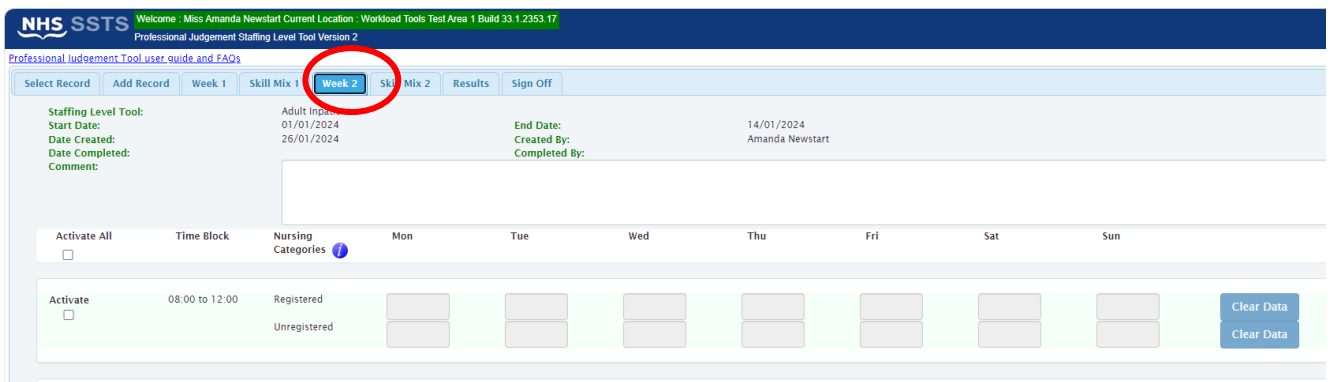 NHS SSTS Welcome : Miss Amanda Newstart Current Location : Workload Tools Test Area 1 Build 33.1.2353.17
Professional Judgement Staffing Level Tool Version 2
Professional Judgement Tool user guide and FAQs
Select Record Add Record Week 1 Skill Mix 1 Week 2 Mix 2 Results Sign Off
Staffing Level Tool: Adult
Start Date: 01/01/2024 End Date: 14/01/2024
Date Created: 26/01/2024 Created By: Amanda Newstart
Date Completed: Completed By:
Comment:
Activate All Time Block Nursing Categories i Mon Tue Wed Thu Fri Sat Sun
Activate 08:00 to 12:00 Registered Clear Data
Unregistered Clear Data